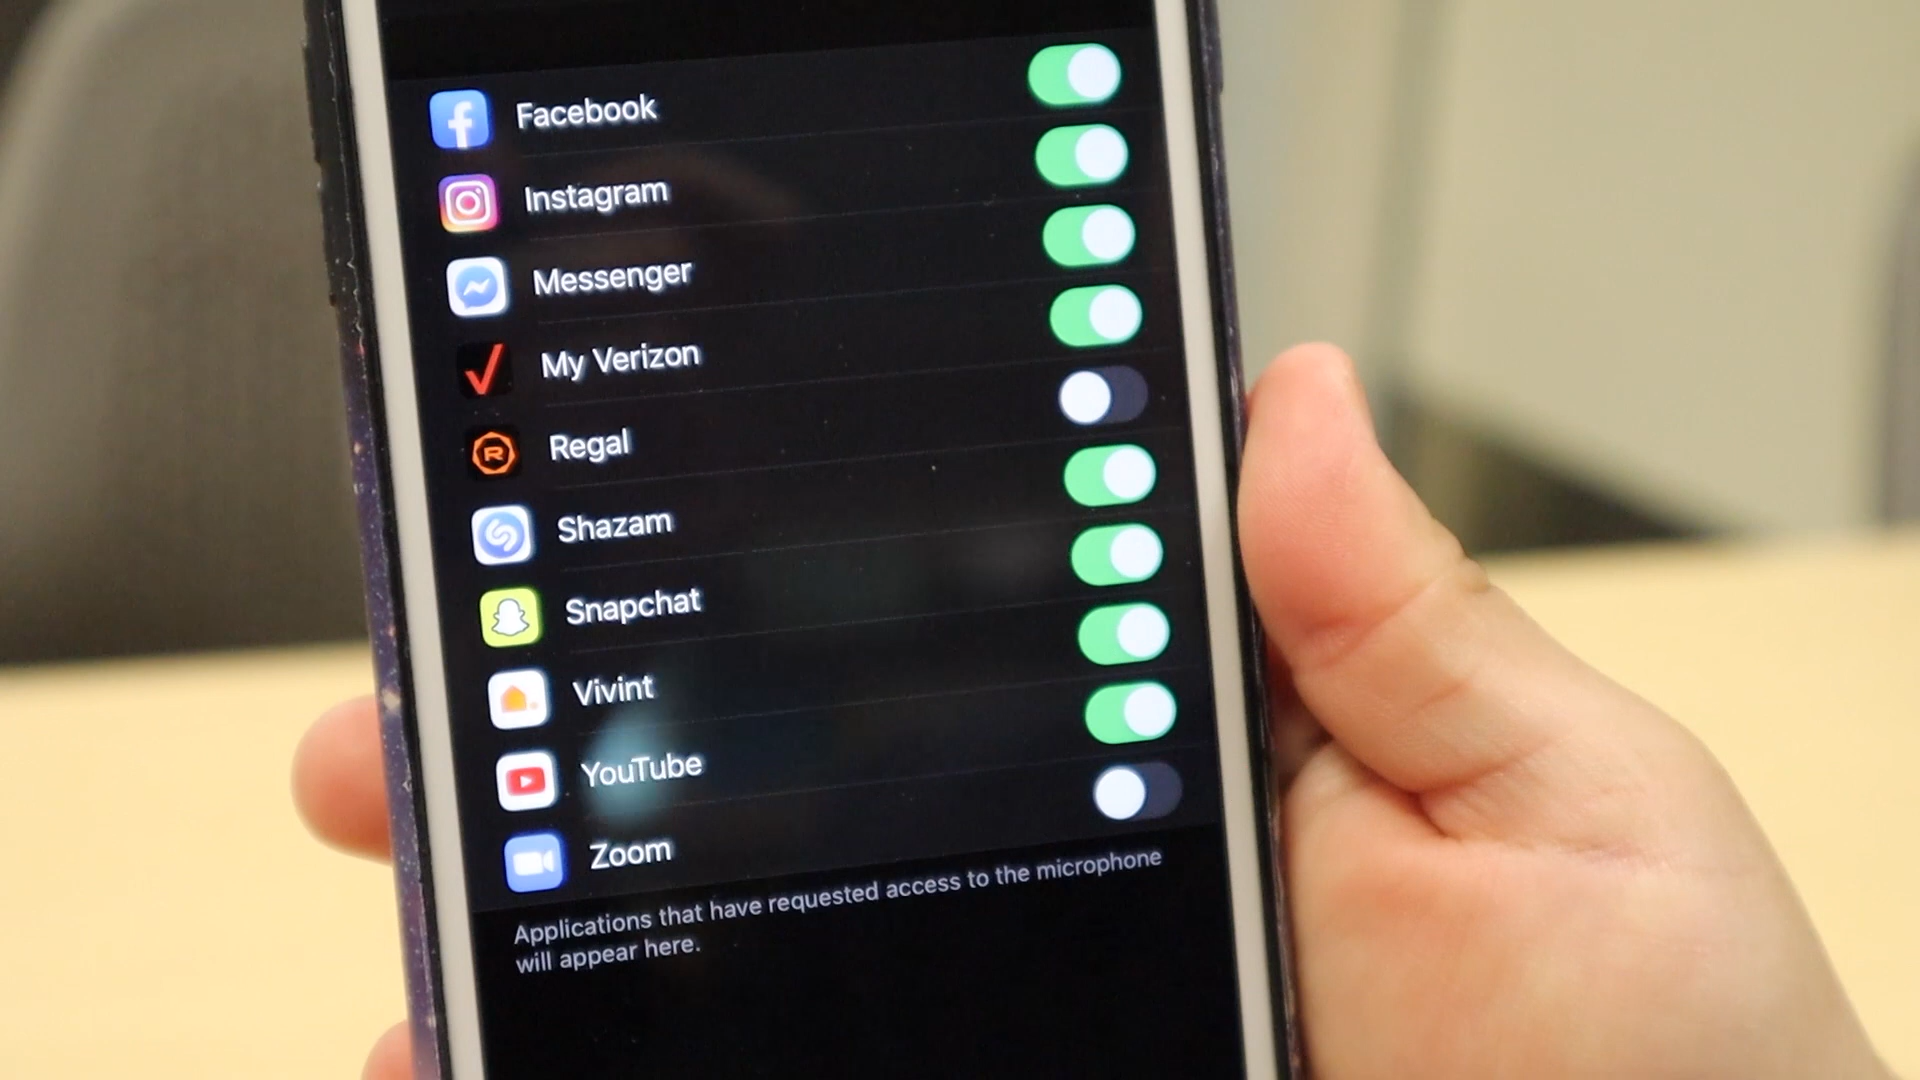 Facebook
Instagram
Messenger
My Verizon
Regal
Shazam
Snapchat
Vivint
YouTube
Zoom
Applications that have requested access to the microphone
will appear here.